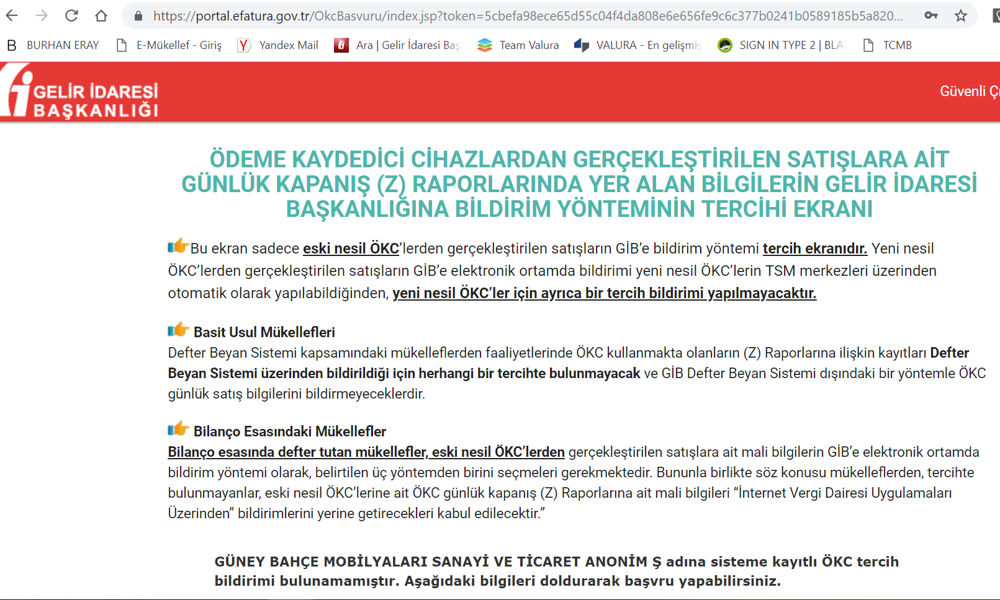 https://portal.efatura.gov.tr/OkcBasvuru/index.jsp?token=5cbefa98ece65d55c04f4da808e6e656fe9c6c377b0241b0589185b5a820...
B BURHAN ERAY E-Mükellef - Giriş Yandex Mail Ara | Gelir İdaresi Baş Team Valura VALURA - En gelişmiş SIGN IN TYPE 2 | BLA TCMB
GELİR İDARESİ
BAŞKANLIĞI
Güvenli Ç
ÖDEME KAYDEDİCİ CİHAZLARDAN GERÇEKLEŞTİRİLEN SATIŞLARA AİT
GÜNLÜK KAPANIŞ (Z) RAPORLARINDA YER ALAN BİLGİLERİN GELİR İDARESİ
BAŞKANLIĞINA BİLDİRİM YÖNTEMİNİN TERCİHİ EKRANI
Bu ekran sadece eski nesil ÖKC'lerden gerçekleştirilen satışların GİB'e bildirim yöntemi tercih ekranıdır. Yeni nesil
ÖKC'lerden gerçekleştirilen satışların GİB'e elektronik ortamda bildirimi yeni nesil ÖKC'lerin TSM merkezleri üzerinden
otomatik olarak yapılabildiğinden, yeni nesil ÖKC'ler için ayrıca bir tercih bildirimi yapılmayacaktır.
Basit Usul Mükellefleri
Defter Beyan Sistemi kapsamındaki mükelleflerden faaliyetlerinde ÖKC kullanmakta olanların (Z) Raporlarına ilişkin kayıtları Defter
Beyan Sistemi üzerinden bildirildiği için herhangi bir tercihte bulunmayacak ve GİB Defter Beyan Sistemi dışındaki bir yöntemle ÖKC
günlük satış bilgilerini bildirmeyeceklerdir.
Bilanço Esasındaki Mükellefler
Bilanço esasında defter tutan mükellefler, eski nesil ÖKC'lerden gerçekleştirilen satışlara ait mali bilgilerin GİB'e elektronik ortamda
bildirim yöntemi olarak, belirtilen üç yöntemden birini seçmeleri gerekmektedir. Bununla birlikte söz konusu mükelleflerden, tercihte
bulunmayanlar, eski nesil ÖKC'lerine ait ÖKC günlük kapanış (Z) Raporlarına ait mali bilgileri "İnternet Vergi Dairesi Uygulamaları
Üzerinden" bildirimlerini yerine getirecekleri kabul edilecektir."
GÜNEY BAHÇE MOBİLYALARI SANAYİ VE TİCARET ANONİM Ş adına sisteme kayıtlı ÖKC tercih
bildirimi bulunamamıştır. Aşağıdaki bilgileri doldurarak başvru yapabilirsiniz.